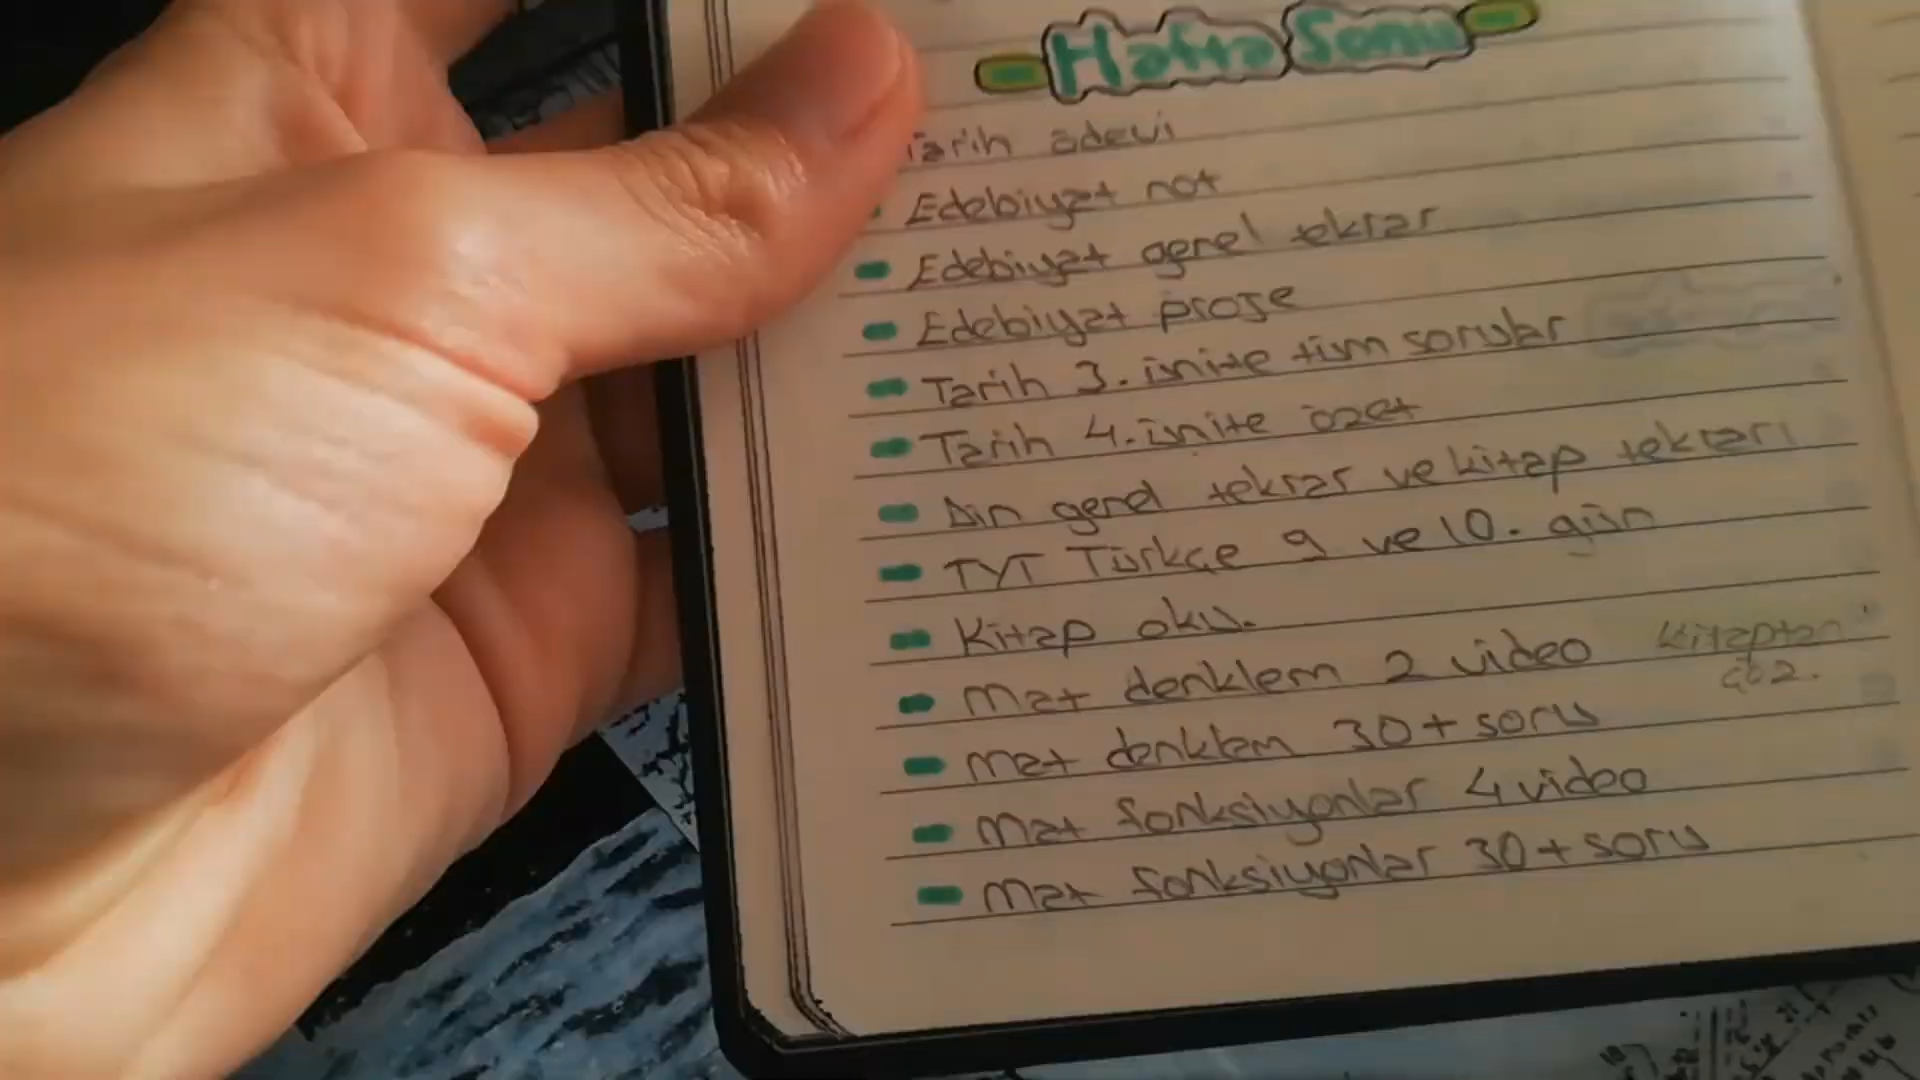 Hafta Sonu
Tarih ödevi
Edebiyat not
Edebiyat genel tekrar
Edebiyat proje
Tarih 3. ünite tüm sorular
Tarih 4. ünite özet
Din genel tekrar ve kitap tekrarı
TYT Türkçe 9 ve 10. gün
Kitap oku.
Mat denklem 2 video Kitaptan
çöz.
Mat denklem 30+ soru
Mat fonksiyonlar 4 video
Mat fonksiyonlar 30+ soru